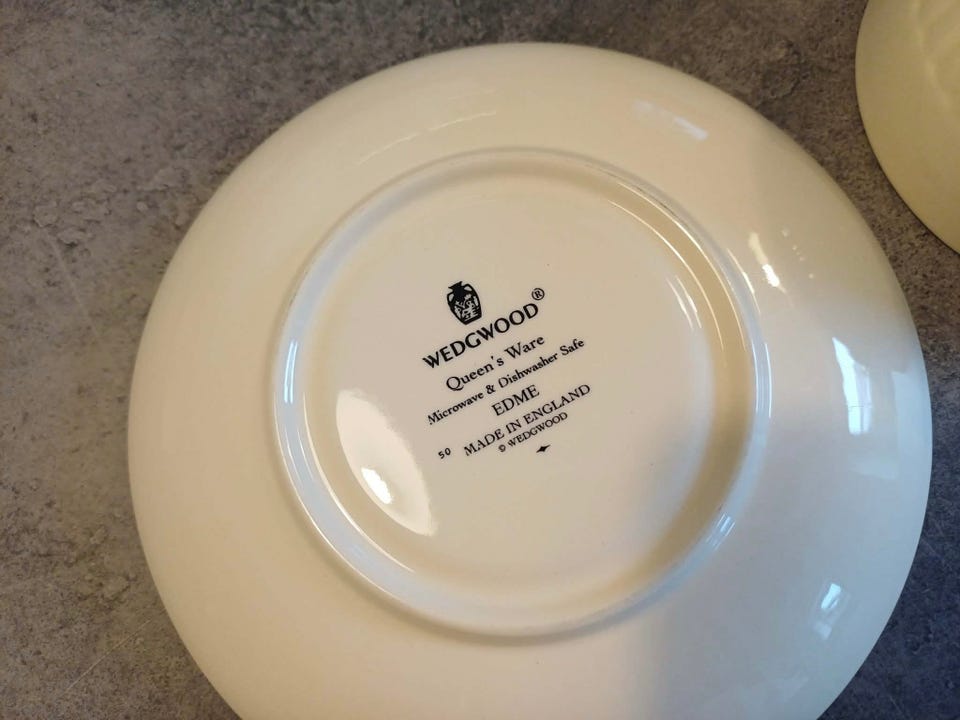 WEDGWOOD®
Queen's Ware
Microwave & Dishwasher Safe
EDME
50 MADE IN ENGLAND
© WEDGWOOD